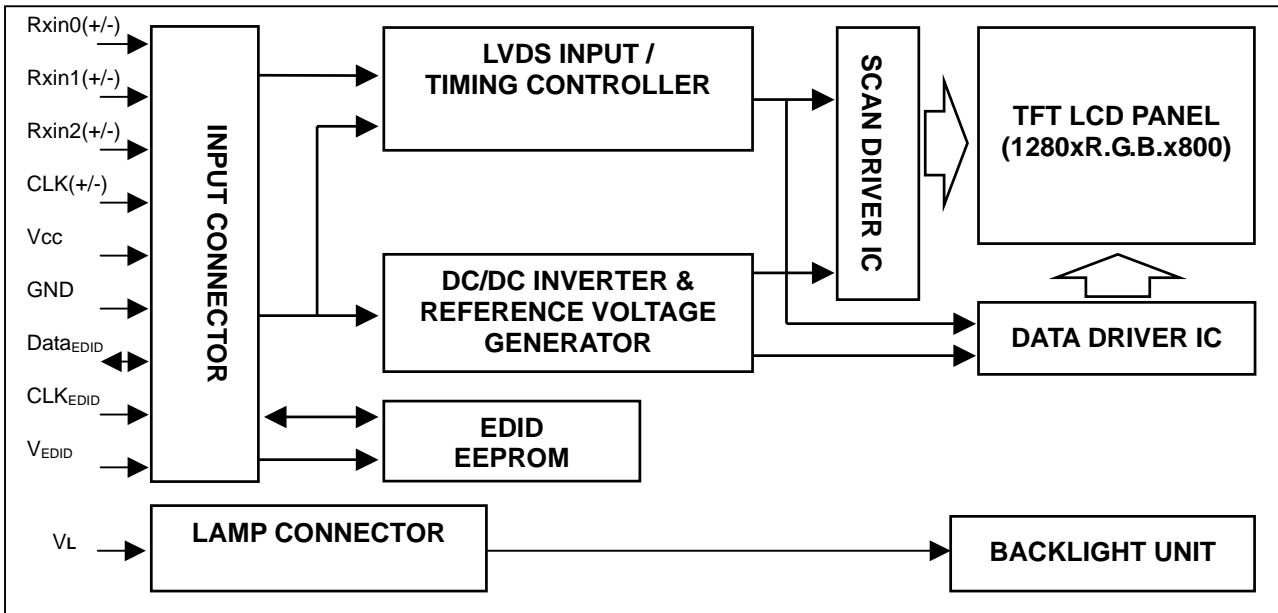 Rxin0(+/-)
Rxin1(+/-)
Rxin2(+/-)
CLK(+/-)
Vcc
GND
DataEDID
CLKEDID
VEDID
VL
INPUT CONNECTOR
LVDS INPUT /
TIMING CONTROLLER
DC/DC INVERTER &
REFERENCE VOLTAGE
GENERATOR
EDID
EEPROM
LAMP CONNECTOR
SCAN DRIVER IC
TFT LCD PANEL
(1280xR.G.B.x800)
DATA DRIVER IC
BACKLIGHT UNIT